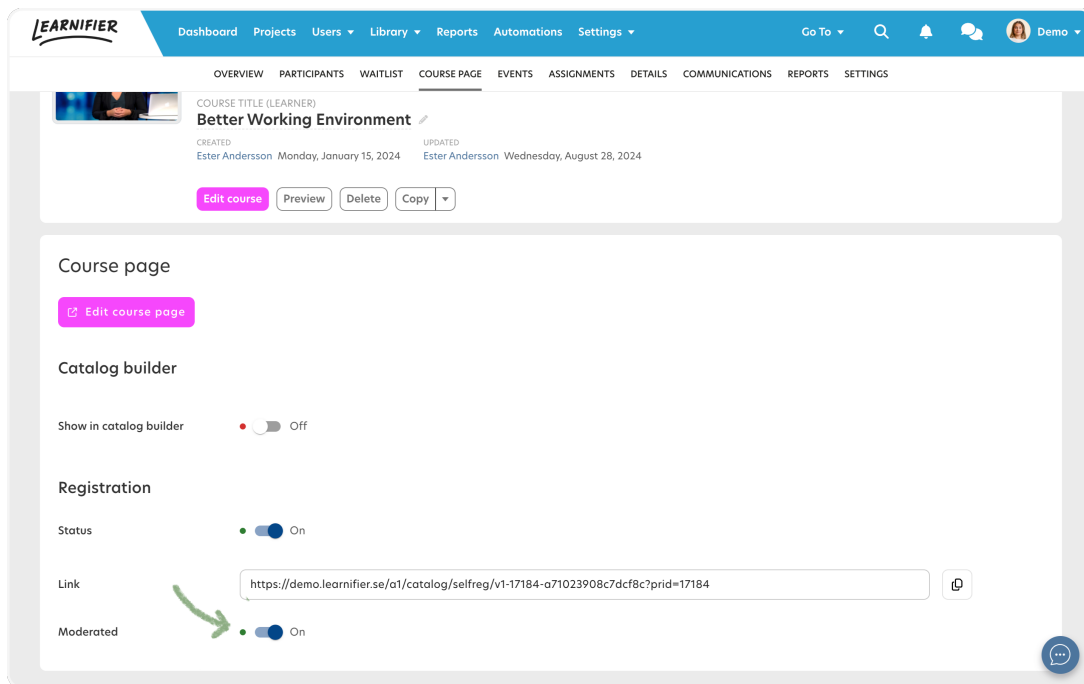 LEARNIFIER
Dashboard Projects Users Library Reports Automations Settings Go To Demo
OVERVIEW PARTICIPANTS WAITLIST COURSE PAGE EVENTS ASSIGNMENTS DETAILS COMMUNICATIONS REPORTS SETTINGS
COURSE TITLE (LEARNER)
Better Working Environment
CREATED UPDATED
Ester Andersson Monday, January 15, 2024 Ester Andersson Wednesday, August 28, 2024
Edit course Preview Delete Copy
Course page
Edit course page
Catalog builder
Show in catalog builder Off
Registration
Status On
Link https://demo.learnifier.se/a1/catalog/selfreg/v1-17184-a71023908c7dcf8c?prid=17184
Moderated On